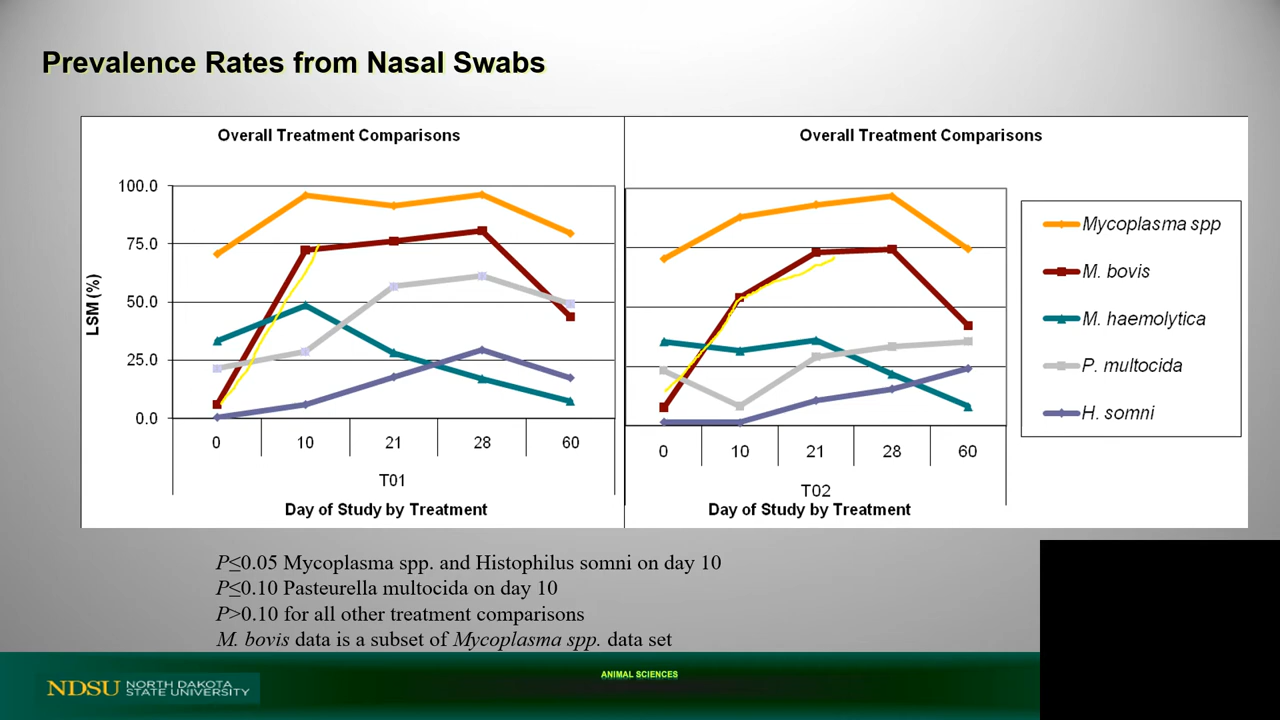 Prevalence Rates from Nasal Swabs
Overall Treatment Comparisons
LSM (%)
100.0
75.0
50.0
25.0
0.0
0 10 21 28 60
T01
Day of Study by Treatment
Overall Treatment Comparisons
0 10 21 28 60
T02
Day of Study by Treatment
Mycoplasma spp
M. bovis
M. haemolytica
P. multocida
H. somni
P≤0.05 Mycoplasma spp. and Histophilus somni on day 10
P≤0.10 Pasteurella multocida on day 10
P>0.10 for all other treatment comparisons
M. bovis data is a subset of Mycoplasma spp. data set
NDSU NORTH DAKOTA
STATE UNIVERSITY
ANIMAL SCIENCES